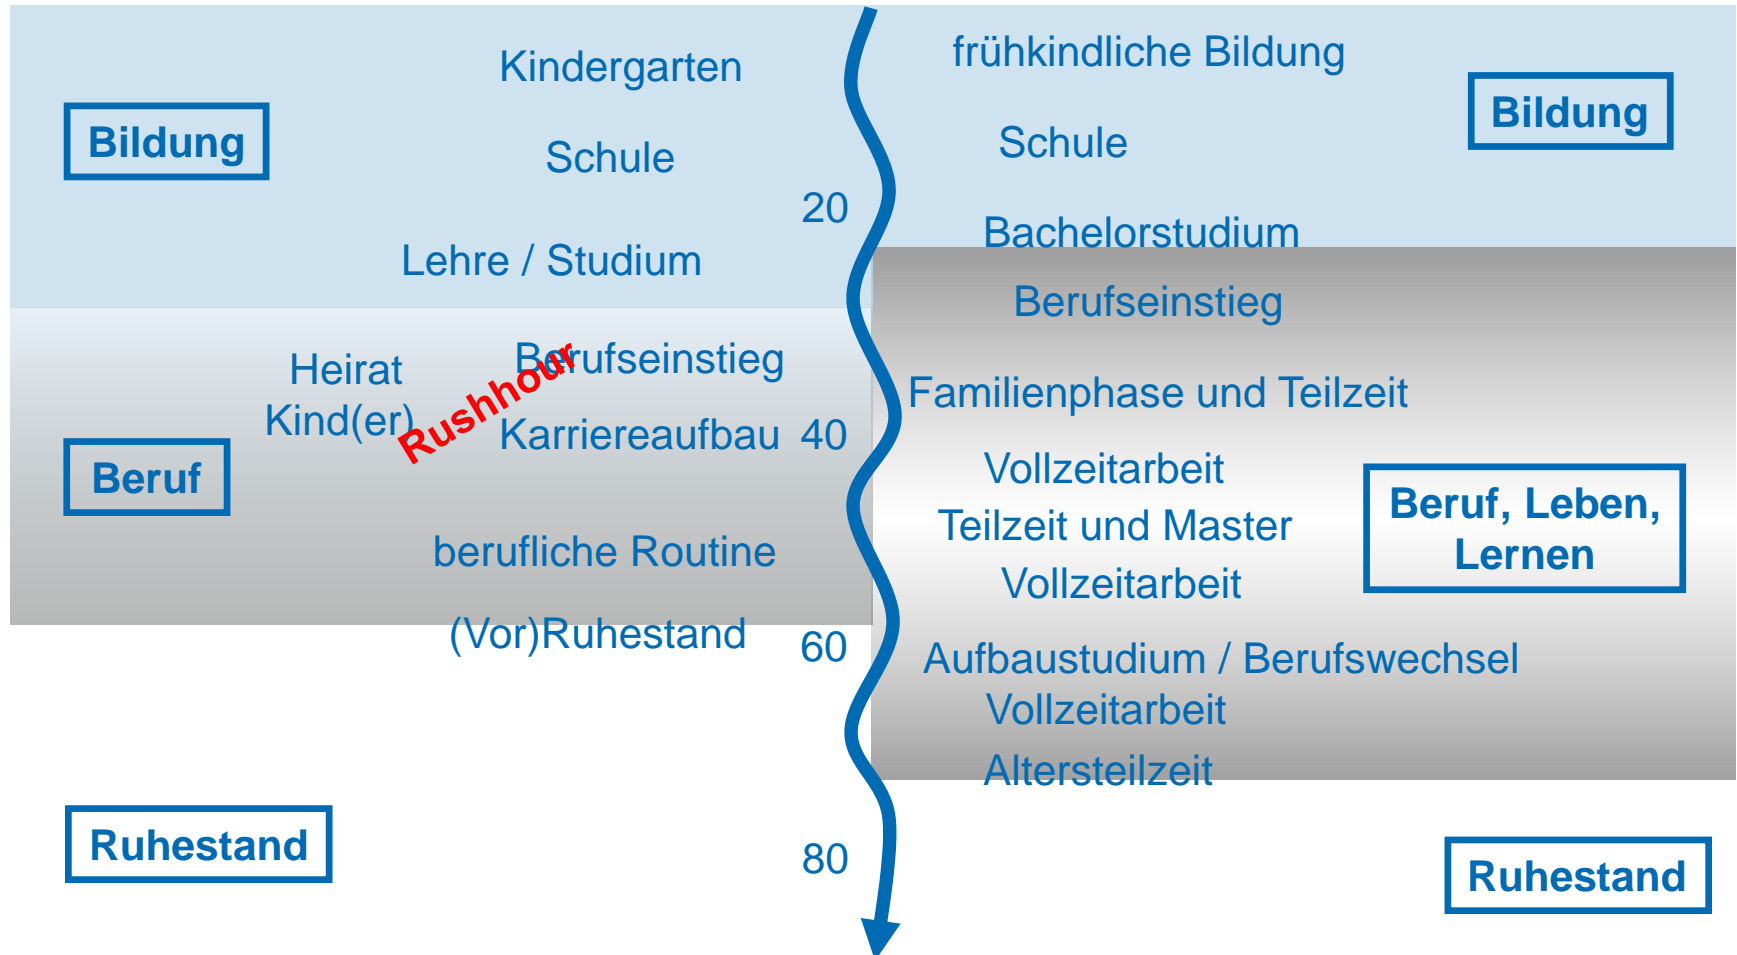 Bildung
Kindergarten
Schule
Lehre / Studium
Heirat
Kind(er)
Rushhour
Berufseinstieg
Karriereaufbau
Beruf
berufliche Routine
(Vor)Ruhestand
Ruhestand
20
40
60
80
frühkindliche Bildung
Bildung
Schule
Bachelorstudium
Berufseinstieg
Familienphase und Teilzeit
Vollzeitarbeit
Teilzeit und Master
Vollzeitarbeit
Beruf, Leben,
Lernen
Aufbaustudium / Berufswechsel
Vollzeitarbeit
Altersteilzeit
Ruhestand